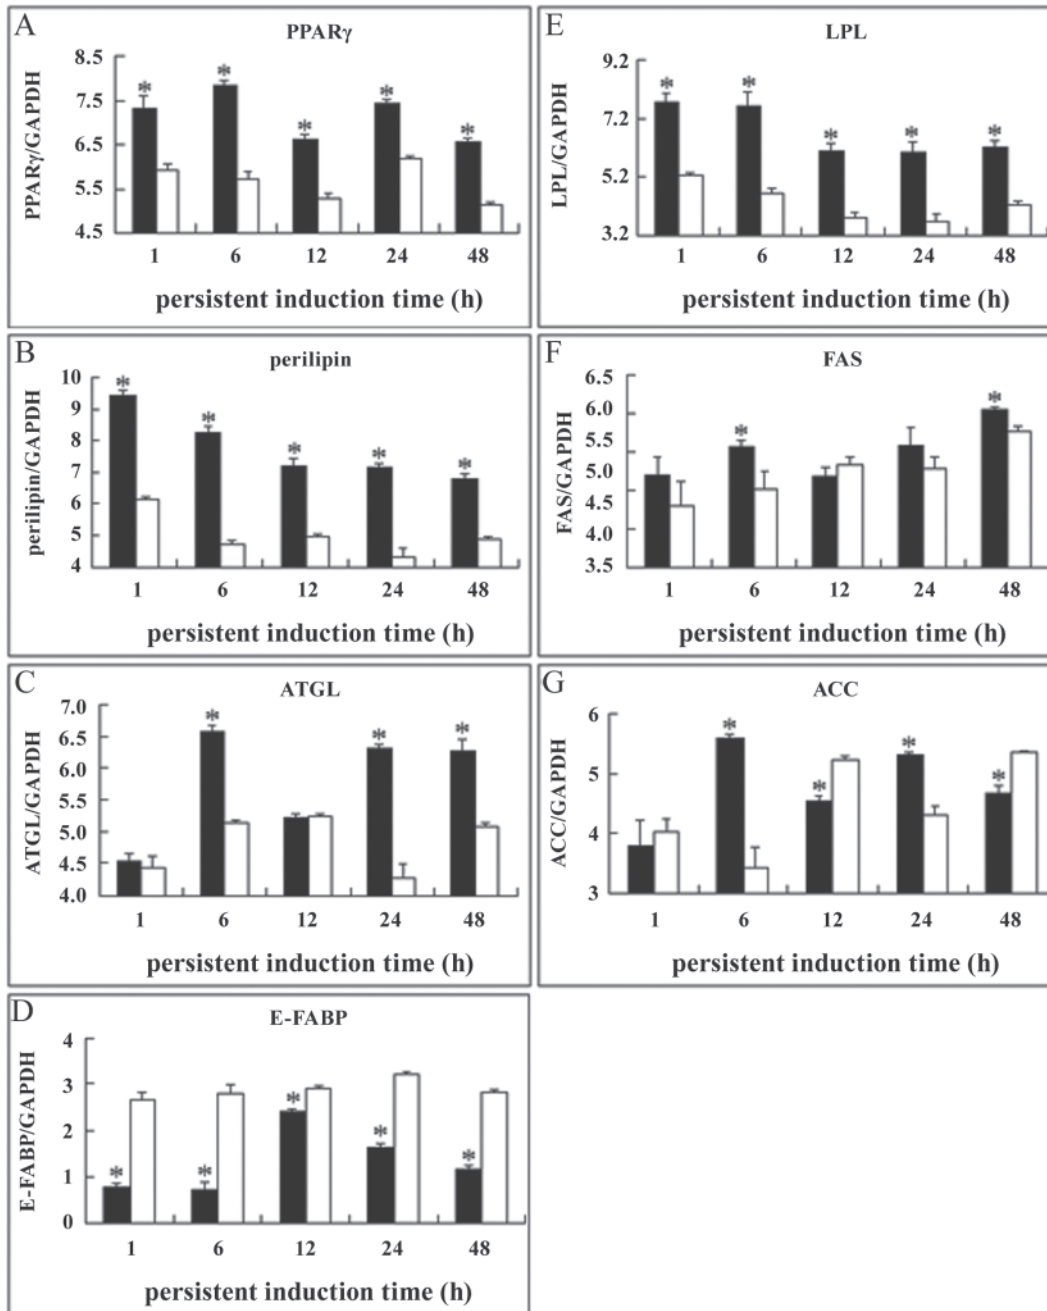 A
PPARγ
PPARγ/GAPDH
8.5
7.5
6.5
5.5
4.5
* * * * *
1 6 12 24 48
persistent induction time (h)
B
perilipin
perilipin/GAPDH
10
9
8
7
6
5
4
* * * * *
1 6 12 24 48
persistent induction time (h)
C
ATGL
ATGL/GAPDH
7.0
6.5
6.0
5.5
5.0
4.5
4.0
* * *
1 6 12 24 48
persistent induction time (h)
D
E-FABP
E-FABP/GAPDH
4
3
2
1
0
* * * * *
1 6 12 24 48
persistent induction time (h)
E
LPL
LPL/GAPDH
9.2
7.2
5.2
3.2
* * * * *
1 6 12 24 48
persistent induction time (h)
F
FAS
FAS/GAPDH
6.5
6.0
5.5
5.0
4.5
4.0
3.5
* *
1 6 12 24 48
persistent induction time (h)
G
ACC
ACC/GAPDH
6
5
4
3
* * * *
1 6 12 24 48
persistent induction time (h)